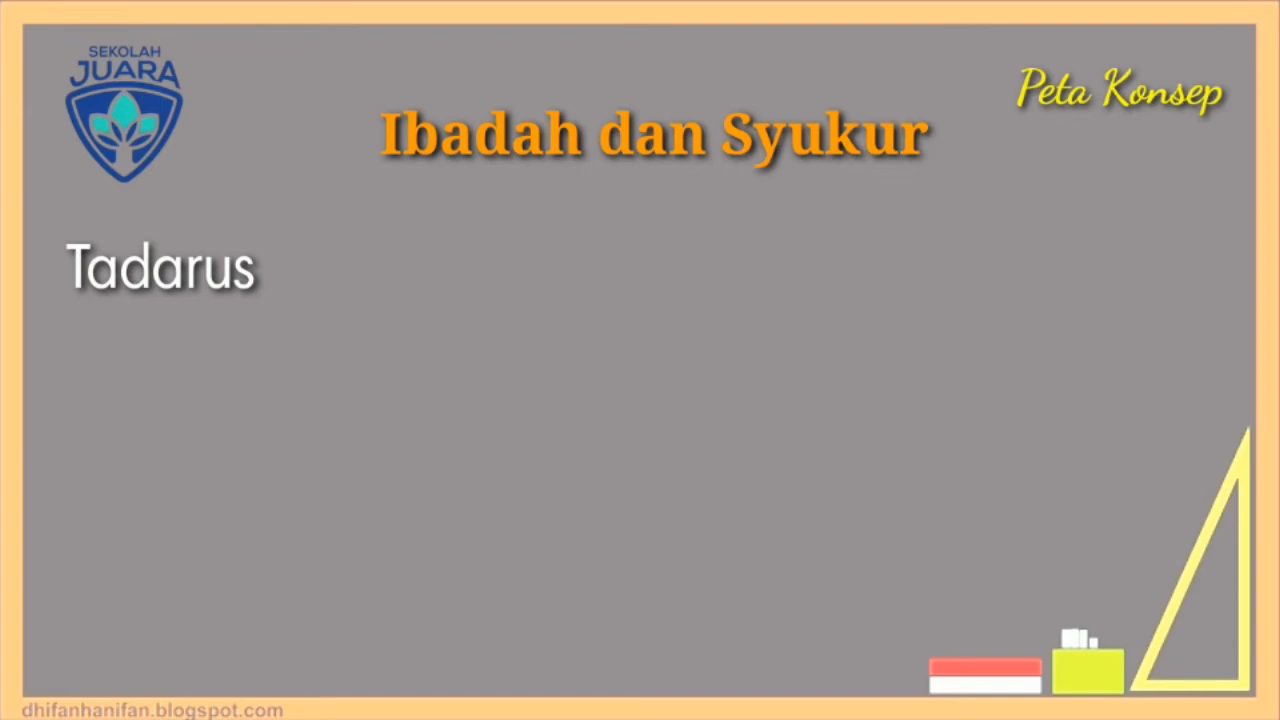 SEKOLAH
JUARA
Peta Konsep
Ibadah dan Syukur
Tadarus
dhifanhanifan.blogspot.com